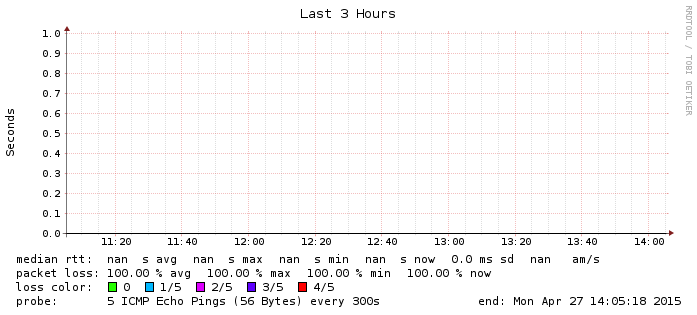 Last 3 Hours
RRDTOOL / TOBI OETIKER
Seconds
1.0
0.9
0.8
0.7
0.6
0.5
0.4
0.3
0.2
0.1
0.0
11:20 11:40 12:00 12:20 12:40 13:00 13:20 13:40 14:00
median rtt: nan s avg nan s max nan s min nan s now 0.0 ms sd nan am/s
packet loss: 100.00 % avg 100.00 % max 100.00 % min 100.00 % now
loss color: 0 1/5 2/5 3/5 4/5
probe: 5 ICMP Echo Pings (56 Bytes) every 300s end: Mon Apr 27 14:05:18 2015